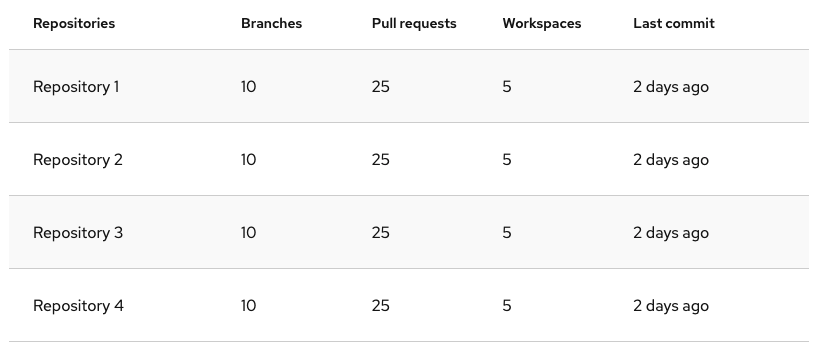 Repositories Branches Pull requests Workspaces Last commit
Repository 1 10 25 5 2 days ago
Repository 2 10 25 5 2 days ago
Repository 3 10 25 5 2 days ago
Repository 4 10 25 5 2 days ago